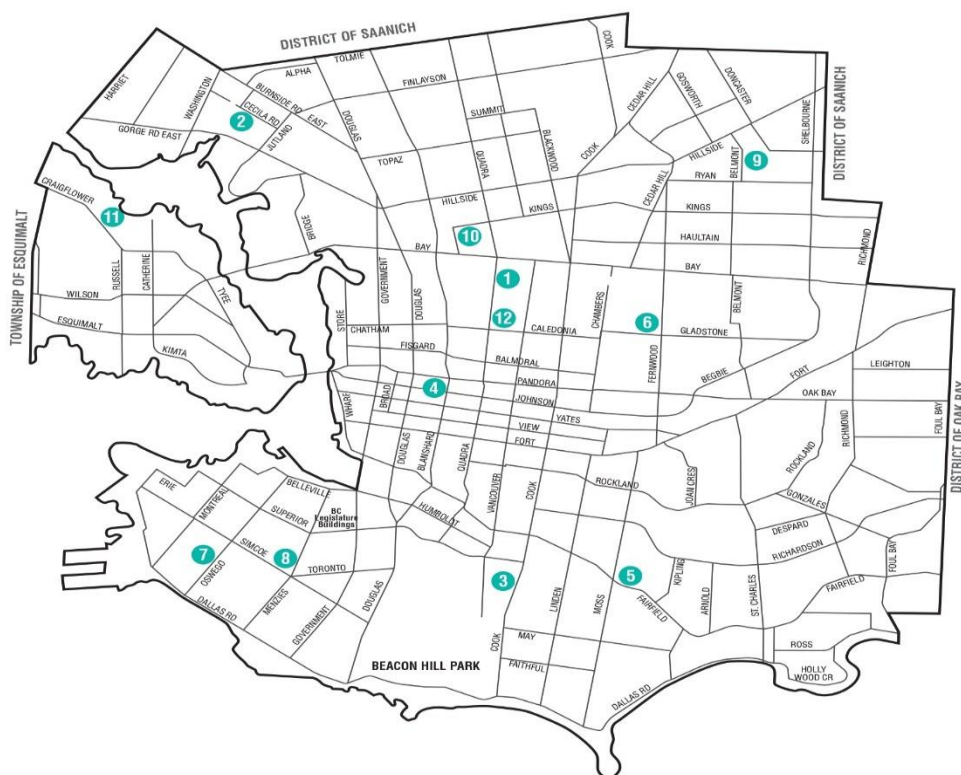 DISTRICT OF SAANICH
TOLMIE
COOK
ALPHA
HARRIET
WASHINGTON
BURNSIDE RD
EAST
FINLAYSON
CEDAR HILL
GOSWORTH
DONCASTER
CECILA RD
2
DOUGLAS
SUMMIT
SHELBOURNE
GORGE RD EAST
JUTLAND
TOPAZ
QUADRA
BLACKWOOD
COOK
HILLSIDE
BELMONT
9
DISTRICT OF SAANICH
RYAN
CEDAR HILL
CRAIGFLOWER
11
HILLSIDE
KINGS
KINGS
BRIDGE
10
HAULTAIN
RICHMOND
BAY
BAY
TOWNSHIP OF ESQUIMALT
RUSSELL
CATHERINE
TYEE
GOVERNMENT
DOUGLAS
1
CHAMBERS
BELMONT
WILSON
STORE
12
6
ESQUIMALT
CHATHAM
CALEDONIA
GLADSTONE
KIMTA
FISGARD
BALMORAL
FERNWOOD
LEIGHTON
PANDORA
BEGBIE
FORT
4
WHARF
BROAD
JOHNSON
OAK BAY
YATES
VIEW
FORT
RICHMOND
FOUL BAY
DISTRICT OF OAK BAY
DOUGLAS
BLANSHARD
QUADRA
VANCOUVER
COOK
ROCKLAND
JOAN CRES
ROCKLAND
ERIE
MONTREAL
BELLEVILLE
BC
Legislature
Buildings
SUPERIOR
HUMBOLDT
GONZALES
DESPARD
RICHARDSON
7
SIMCOE
8
TORONTO
OSWEGO
3
5
KIPLING
FOUL BAY
DALLAS RD
MENZIES
GOVERNMENT
DOUGLAS
LINDEN
MOSS
FAIRFIELD
ARNOLD
ST. CHARLES
FAIRFIELD
COOK
MAY
ROSS
BEACON HILL PARK
FAITHFUL
HOLLY
WOOD CR
DALLAS RD